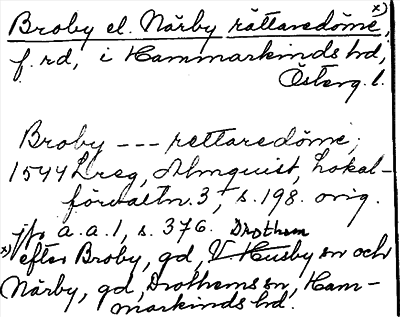 Broby el. Närby rättaredöme, x)
f. rd, i Hammarkinds hd,
Österg. l.
Broby --- rettaredöme,
1544 Lreg, Almquist, Lokal-
förvaltn. 3, s. 198. orig.
jfr a.a. 1, s. 376. Drothem
x) efter Broby, gd, V Husby sn och
Närby, gd, Drothems sn, Ham-
markinds hd.